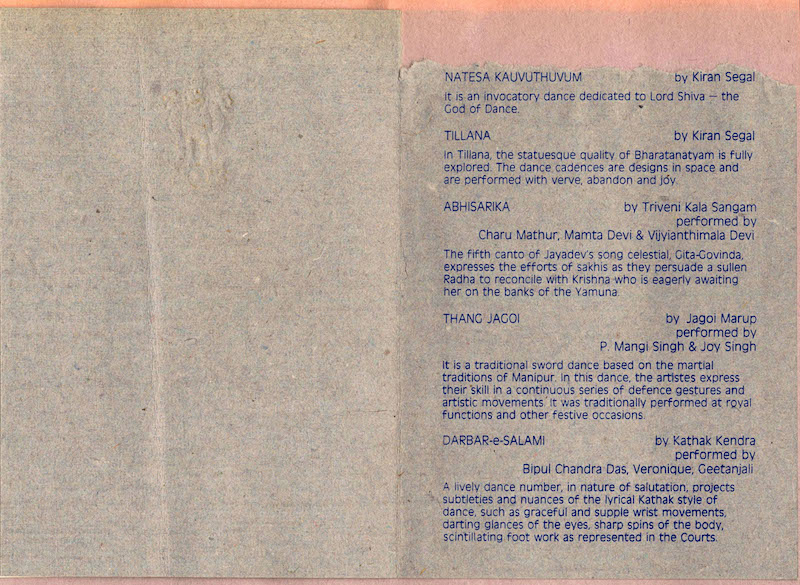 NATESA KAUVUTHUVUM by Kiran Segal
It is an invocatory dance dedicated to Lord Shiva – the
God of Dance.
TILLANA by Kiran Segal
In Tillana, the statuesque quality of Bharatanatyam is fully
explored. The dance cadences are designs in space and
are performed with verve, abandon and joy.
ABHISARIKA by Triveni Kala Sangam
performed by
Charu Mathur, Mamta Devi & Vijyianthimala Devi
The fifth canto of Jayadev's song celestial, Gita-Govinda,
expresses the efforts of sakhis as they persuade a sullen
Radha to reconcile with Krishna who is eagerly awaiting
her on the banks of the Yamuna.
THANG JAGOI by Jagoi Marup
performed by
P. Mangi Singh & Joy Singh
It is a traditional sword dance based on the martial
traditions of Manipur. In this dance, the artistes express
their skill in a continuous series of defence gestures and
artistic movements. It was traditionally performed at royal
functions and other festive occasions.
DARBAR-e-SALAMI by Kathak Kendra
performed by
Bipul Chandra Das, Veronique, Geetanjali
A lively dance number, in nature of salutation, projects
subtleties and nuances of the lyrical Kathak style of
dance, such as graceful and supple wrist movements,
darting glances of the eyes, sharp spins of the body,
scintillating foot work as represented in the Courts.